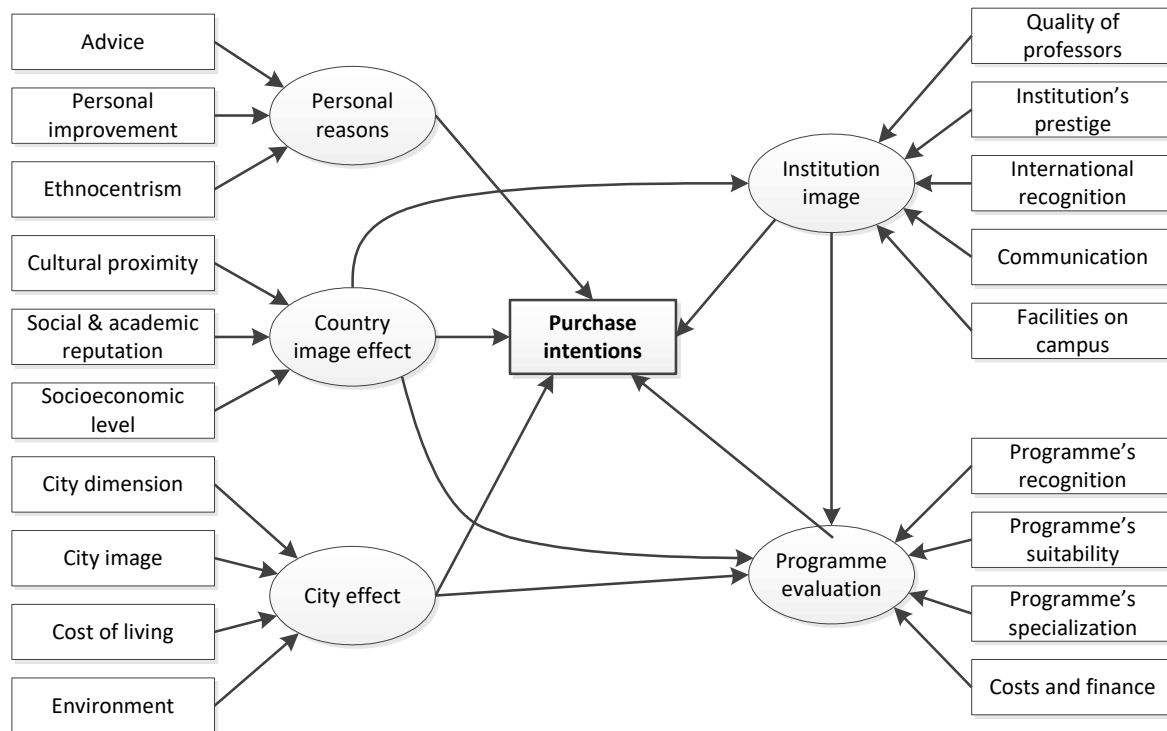 Advice
Personal
improvement
Ethnocentrism
Cultural proximity
Social & academic
reputation
Socioeconomic
level
City dimension
City image
Cost of living
Environment
Personal
reasons
Country
image effect
City effect
Purchase
intentions
Institution
image
Programme
evaluation
Quality of
professors
Institution’s
prestige
International
recognition
Communication
Facilities on
campus
Programme’s
recognition
Programme’s
suitability
Programme’s
specialization
Costs and finance